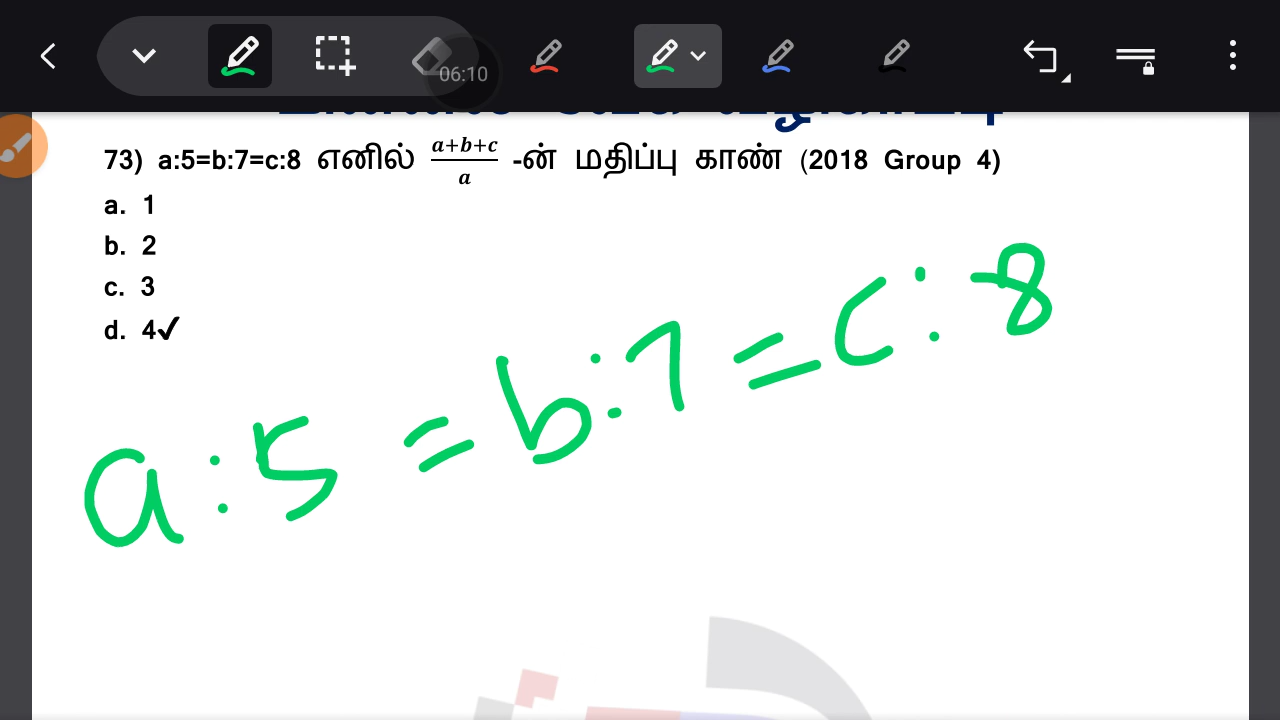 06:10
73) a:5=b:7=c:8 எனில் a+b+c/a -ன் மதிப்பு காண் (2018 Group 4)
a. 1
b. 2
c. 3
d. 4✓
a:5 = b:7 = c:8